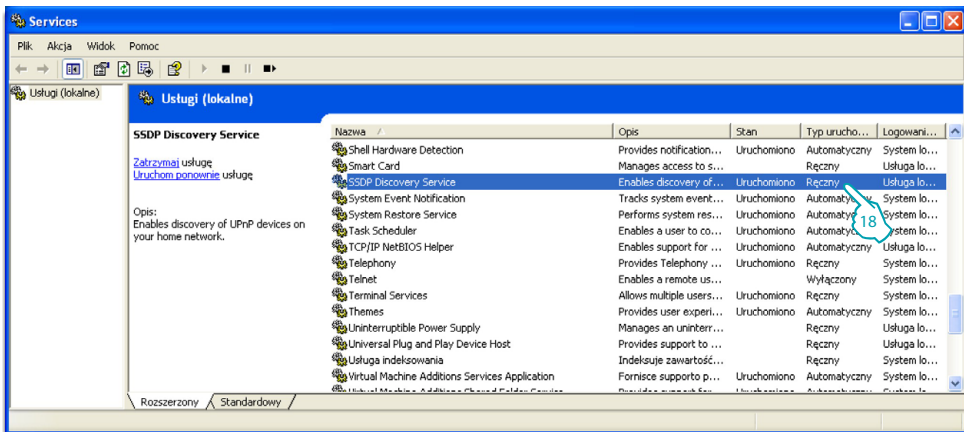 Services
Plik Akcja Widok Pomoc
Usługi (lokalne)
Usługi (lokalne)
SSDP Discovery Service
Zatrzymaj usługę
Uruchom ponownie usługę
Opis:
Enables discovery of UPnP devices on
your home network.
Nazwa Opis Stan Typ urucho... Logowani...
Shell Hardware Detection Provides notification... Uruchomiono Automatyczny System lo...
Smart Card Manages access to s... Ręczny Usługa lo...
SSDP Discovery Service Enables discovery of... Uruchomiono Ręczny Usługa lo...
System Event Notification Tracks system event... Uruchomiono System lo...
System Restore Service Performs system res... Uruchomiono System lo...
Task Scheduler Enables a user to co... Uruchomiono
TCP/IP NetBIOS Helper Enables support for ... Uruchomiono Automatyczny Usługa lo...
Telephony Provides Telephony ... Uruchomiono Ręczny System lo...
Telnet Enables a remote us... Wyłączony System lo...
Terminal Services Allows multiple users... Uruchomiono Ręczny System lo...
Themes Provides user experi... Uruchomiono Automatyczny System lo...
Uninterruptible Power Supply Manages an uninterr... Ręczny Usługa lo...
Universal Plug and Play Device Host Provides support to ... Ręczny Usługa lo...
Usługa indeksowania Indeksuje zawartość... Ręczny System lo...
Virtual Machine Additions Services Application Fornisce supporto p... Uruchomiono Automatyczny System lo...
18
Rozszerzony Standardowy